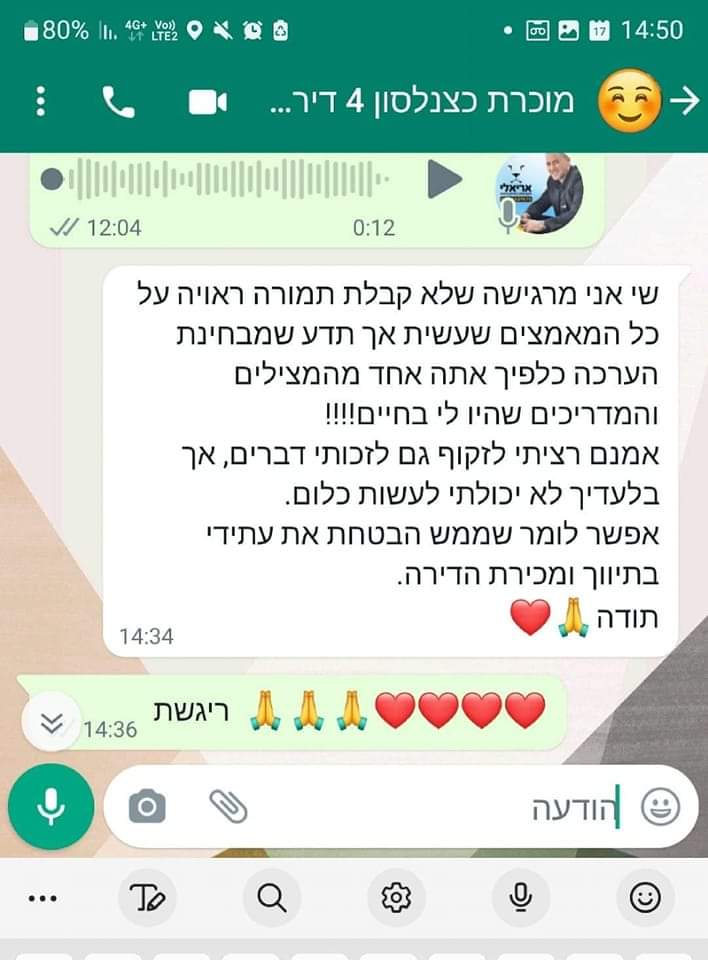 80% 4G+ Vo)) LTE2 17 14:50
מוכרת כצנלסון 4 דיר...
אריאלי
12:04 0:12
שי אני מרגישה שלא קבלת תמורה ראויה על
כל המאמצים שעשית אך תדע שמבחינת
הערכה כלפיך אתה אחד מהמצילים
והמדריכים שהיו לי בחיים!!!!
אמנם רציתי לזקוף גם לזכותי דברים, אך
בלעדיך לא יכולתי לעשות כלום.
אפשר לומר שממש הבטחת את עתידי
בתיווך ומכירת הדירה.
תודה🙏❤️
14:34
❤️❤️❤️❤️🙏🙏🙏 ריגשת
14:36
הודעה